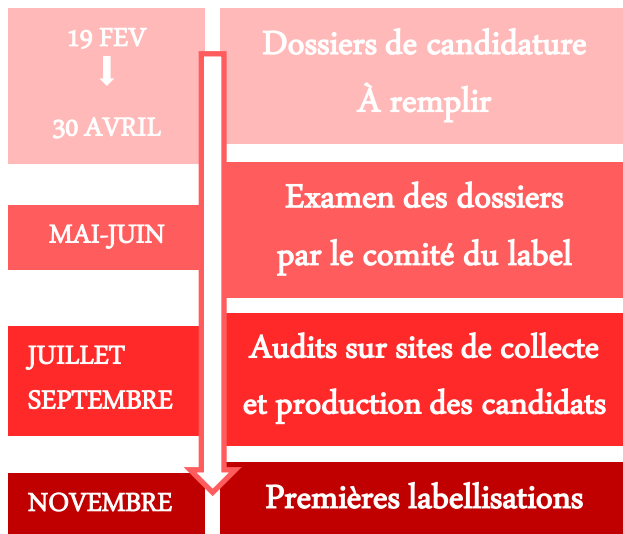 19 FEV
30 AVRIL
Dossiers de candidature
À remplir
MAI-JUIN
Examen des dossiers
par le comité du label
JUILLET
SEPTEMBRE
Audits sur sites de collecte
et production des candidats
NOVEMBRE
Premières labellisations